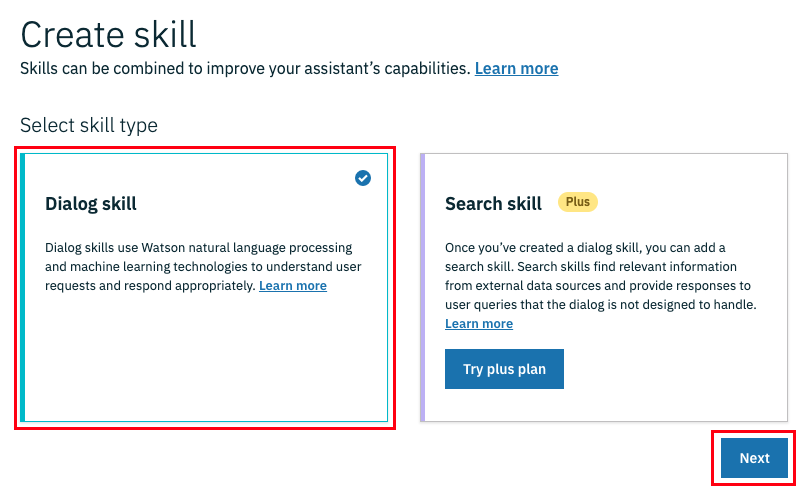 Create skill
Skills can be combined to improve your assistant’s capabilities. Learn more
Select skill type
Dialog skill
Dialog skills use Watson natural language processing
and machine learning technologies to understand user
requests and respond appropriately. Learn more
Search skill Plus
Once you’ve created a dialog skill, you can add a
search skill. Search skills find relevant information
from external data sources and provide responses to
user queries that the dialog is not designed to handle.
Learn more
Try plus plan
Next